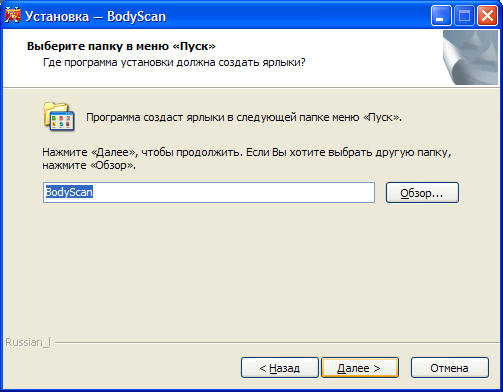 Установка — BodyScan
Выберите папку в меню «Пуск»
Где программа установки должна создать ярлыки?
Программа создаст ярлыки в следующей папке меню «Пуск».
Нажмите «Далее», чтобы продолжить. Если Вы хотите выбрать другую папку,
нажмите «Обзор».
BodyScan
Обзор...
Russian_l
< Назад
Далее >
Отмена